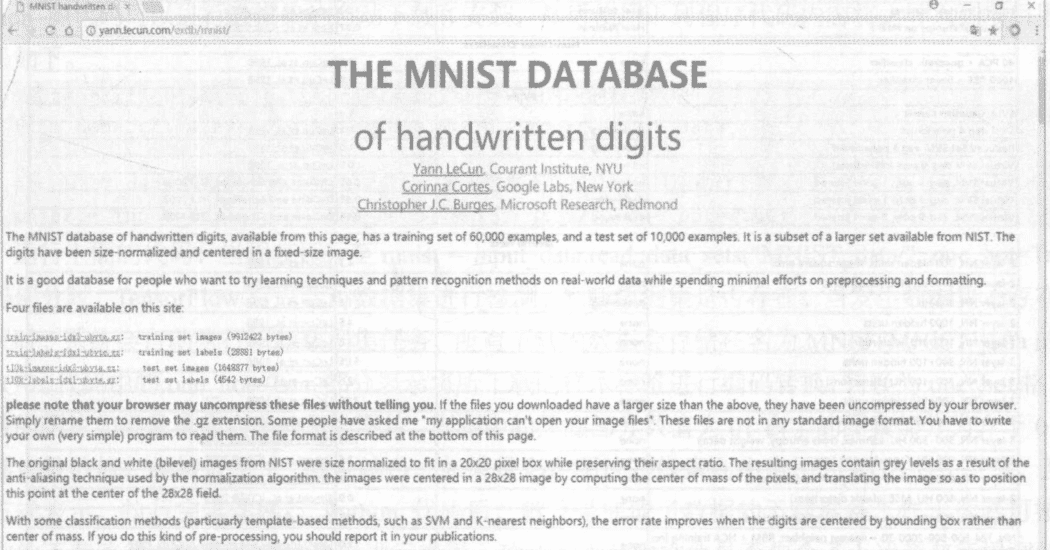 MNIST handwritten d
yann.lecun.com/exdb/mnist/
THE MNIST DATABASE
of handwritten digits
Yann LeCun, Courant Institute, NYU
Corinna Cortes, Google Labs, New York
Christopher J.C. Burges, Microsoft Research, Redmond
The MNIST database of handwritten digits, available from this page, has a training set of 60,000 examples, and a test set of 10,000 examples. It is a subset of a larger set available from NIST. The
digits have been size-normalized and centered in a fixed-size image.
It is a good database for people who want to try learning techniques and pattern recognition methods on real-world data while spending minimal efforts on preprocessing and formatting.
Four files are available on this site:
train-images-idx3-ubyte.gz: training set images (9912422 bytes)
train-labels-idx1-ubyte.gz: training set labels (28881 bytes)
t10k-images-idx3-ubyte.gz: test set images (1648877 bytes)
t10k-labels-idx1-ubyte.gz: test set labels (4542 bytes)
please note that your browser may uncompress these files without telling you. If the files you downloaded have a larger size than the above, they have been uncompressed by your browser.
Simply rename them to remove the .gz extension. Some people have asked me "my application can't open your image files". These files are not in any standard image format. You have to write
your own (very simple) program to read them. The file format is described at the bottom of this page.
The original black and white (bilevel) images from NIST were size normalized to fit in a 20x20 pixel box while preserving their aspect ratio. The resulting images contain grey levels as a result of the
anti-aliasing technique used by the normalization algorithm. the images were centered in a 28x28 image by computing the center of mass of the pixels, and translating the image so as to position
this point at the center of the 28x28 field.
With some classification methods (particuarly template-based methods, such as SVM and K-nearest neighbors), the error rate improves when the digits are centered by bounding box rather than
center of mass. If you do this kind of pre-processing, you should report it in your publications.